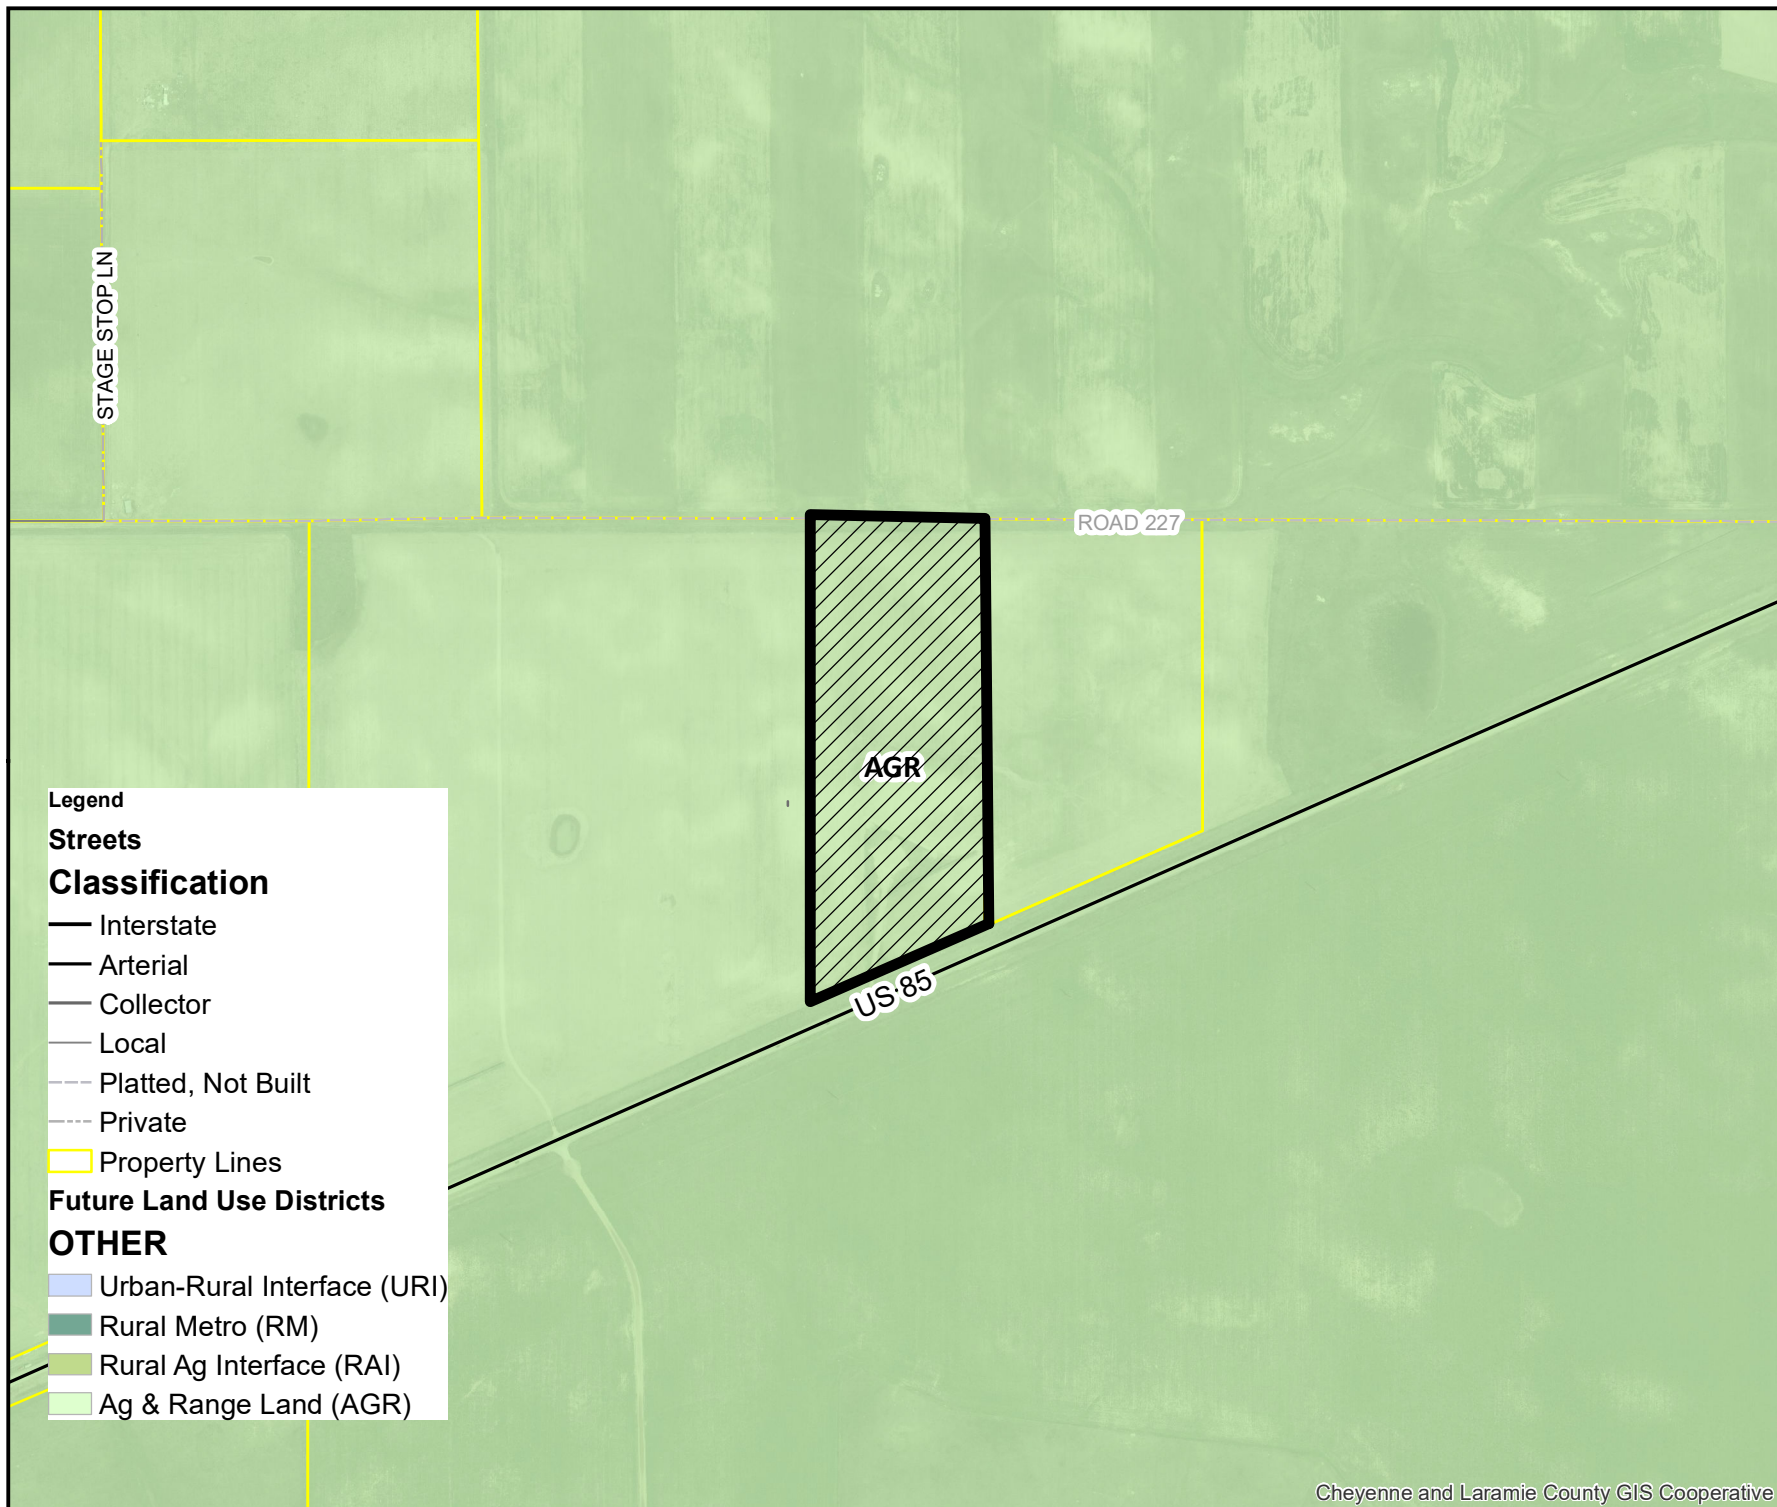 STAGE STOP LN
ROAD 227
AGR
US 85
Legend
Streets
Classification
Interstate
Arterial
Collector
Local
Platted, Not Built
Private
Property Lines
Future Land Use Districts
OTHER
Urban-Rural Interface (URI)
Rural Metro (RM)
Rural Ag Interface (RAI)
Ag & Range Land (AGR)
Cheyenne and Laramie County GIS Cooperative